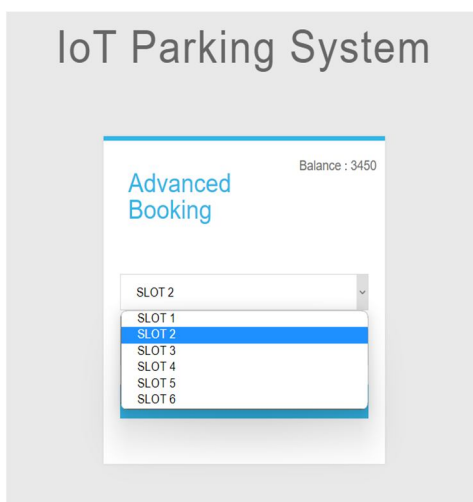 IoT Parking System
Balance : 3450
Advanced
Booking
SLOT 2
SLOT 1
SLOT 2
SLOT 3
SLOT 4
SLOT 5
SLOT 6